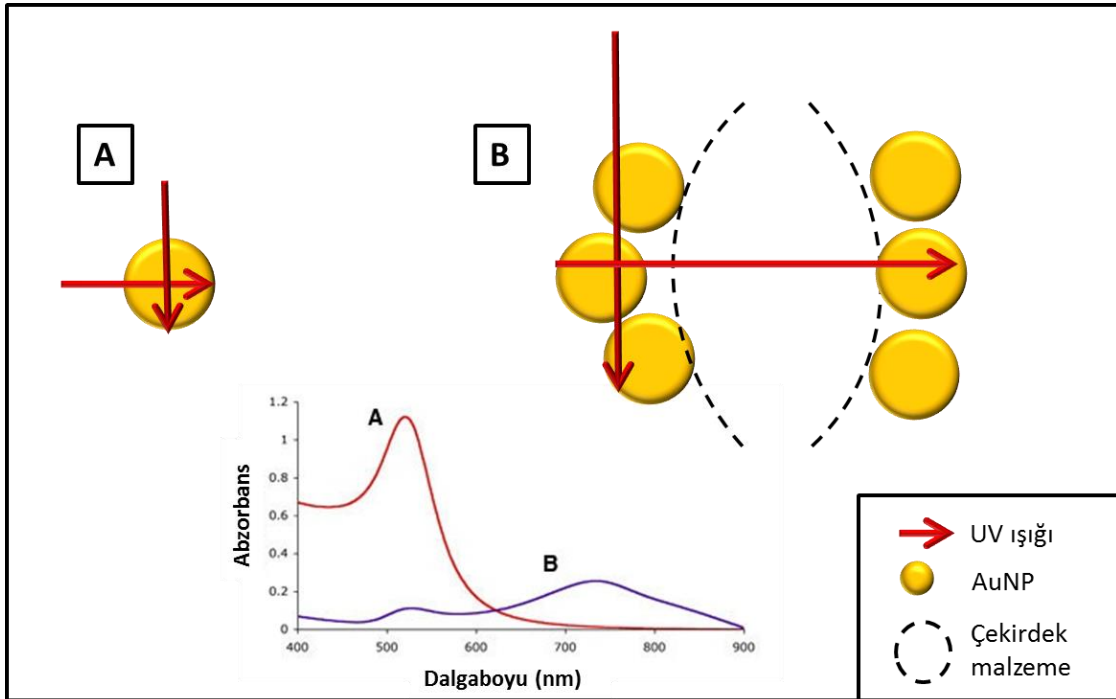 A
B
1.2
1
0.8
0.6
0.4
0.2
0
A
B
400
500
600
700
800
900
Abzorbans
Dalgaboyu (nm)
UV ışığı
AuNP
Çekirdek
malzeme